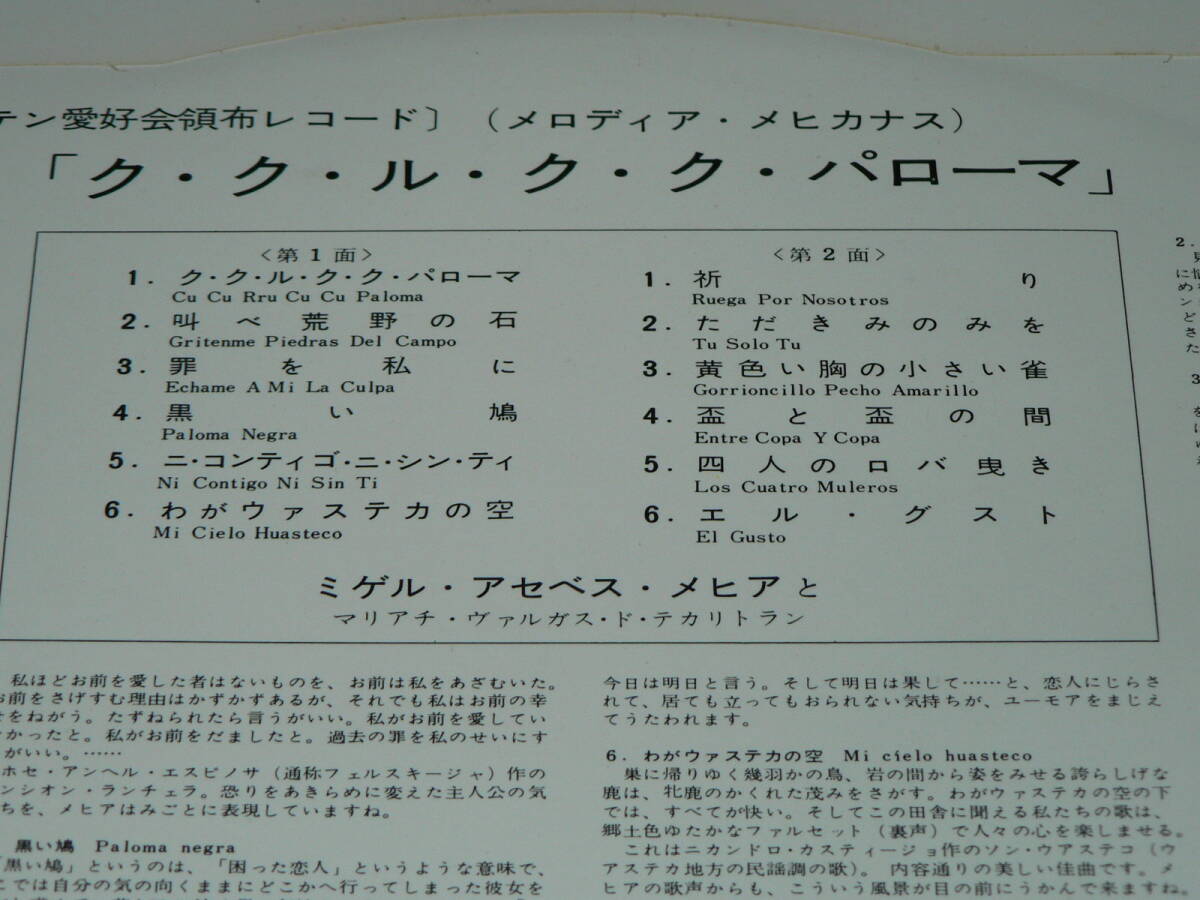 テン愛好会領布レコード〕（メロディア・メヒカナス）
「ク・ク・ル・ク・ク・パローマ」
〈第1面〉
1. ク・ク・ル・ク・ク・パローマ
Cu Cu Rru Cu Cu Paloma
2. 叫べ荒野の石
Gritenme Piedras Del Campo
3. 罪を私に
Echame A Mi La Culpa
4. 黒い鳩
Paloma Negra
5. ニ・コンティゴ・ニ・シン・ティ
Ni Contigo Ni Sin Ti
6. わがウァステカの空
Mi Cielo Huasteco
〈第2面〉
1. 祈り
Ruega Por Nosotros
2. ただきみのみを
Tu Solo Tu
3. 黄色い胸の小さい雀
Gorrioncillo Pecho Amarillo
4. 盃と盃の間
Entre Copa Y Copa
5. 四人のロバ曳き
Los Cuatro Muleros
6. エル・グスト
El Gusto
ミゲル・アセベス・メヒアと
マリアチ・ヴァルガス・ド・テカリトラン
私ほどお前を愛した者はないものを、お前は私をあざむいた。
お前をさげすむ理由はかずかずあるが、それでも私はお前の幸
せをねがう。たずねられたら言うがいい。私がお前を愛してい
なかったと。私がお前をだましたと。過去の罪を私のせいにす
がいい。……
ホセ・アンヘル・エスピノサ（通称フェルスキージャ）作の
ンシオン・ランチェラ。恐りをあきらめに変えた主人公の気
ちを、メヒアはみごとに表現していますね。
黒い鳩 Paloma negra
「黒い鳩」というのは、「困った恋人」というような意味で、
こでは自分の気の向くままにどこかへ行ってしまった彼女を
今日は明日と言う。そして明日は果して……と、恋人にじらさ
れて、居ても立ってもおられない気持ちが、ユーモアをまじえ
てうたわれます。
6. わがウァステカの空 Mi cíelo huasteco
巣に帰りゆく幾羽かの鳥、岩の間から姿をみせる誇らしげな
鹿は、牝鹿のかくれた茂みをさがす。わがウァステカの空の下
では、すべてが快い。そしてこの田舎に聞える私たちの歌は、
郷土色ゆたかなファルセット（裏声）で人々の心を楽しませる。
これはニカンドロ・カスティージョ作のソン・ウアステコ（ウ
アステカ地方の民謡調の歌）。内容通りの美しい佳曲です。メ
ヒアの歌声からも、こういう風景が目の前にうかんで来ますね。
2.
3